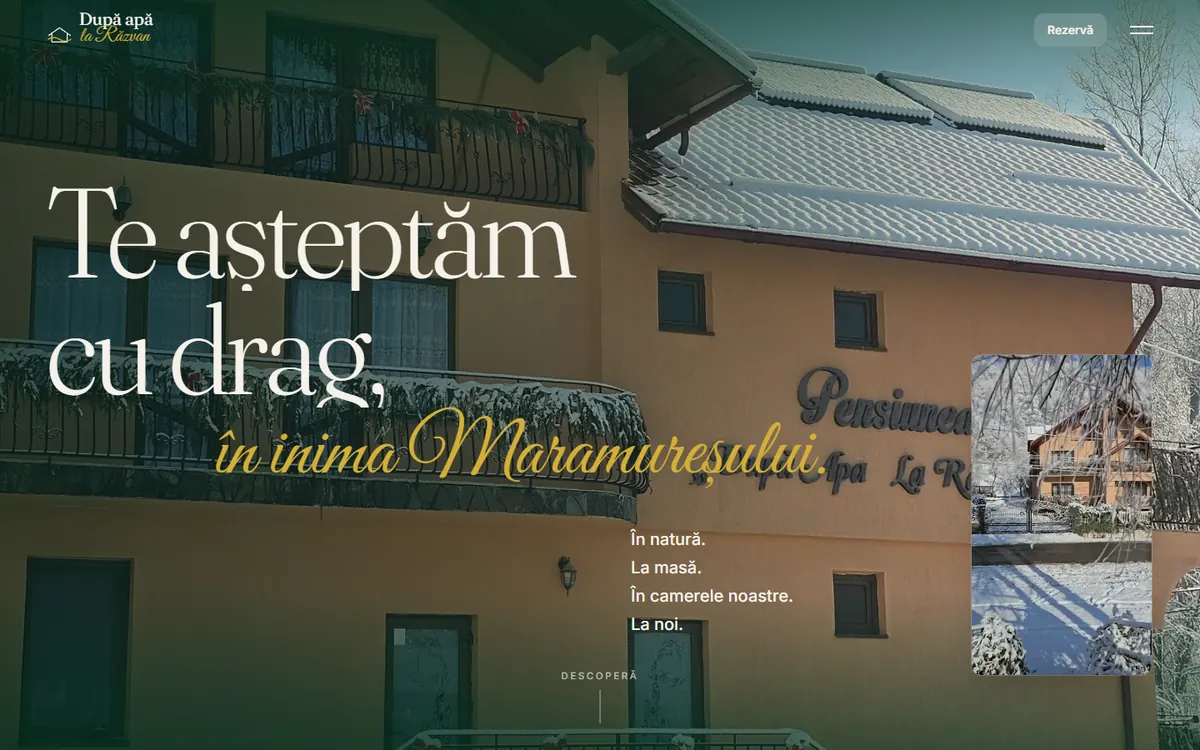 După apă
la Răzvan
Rezervă
Te așteptăm
cu drag,
în inima Maramureșului.
Pensiunea
Apa La
În natură.
La masă.
În camerele noastre.
La noi.
DESCOPERĂ